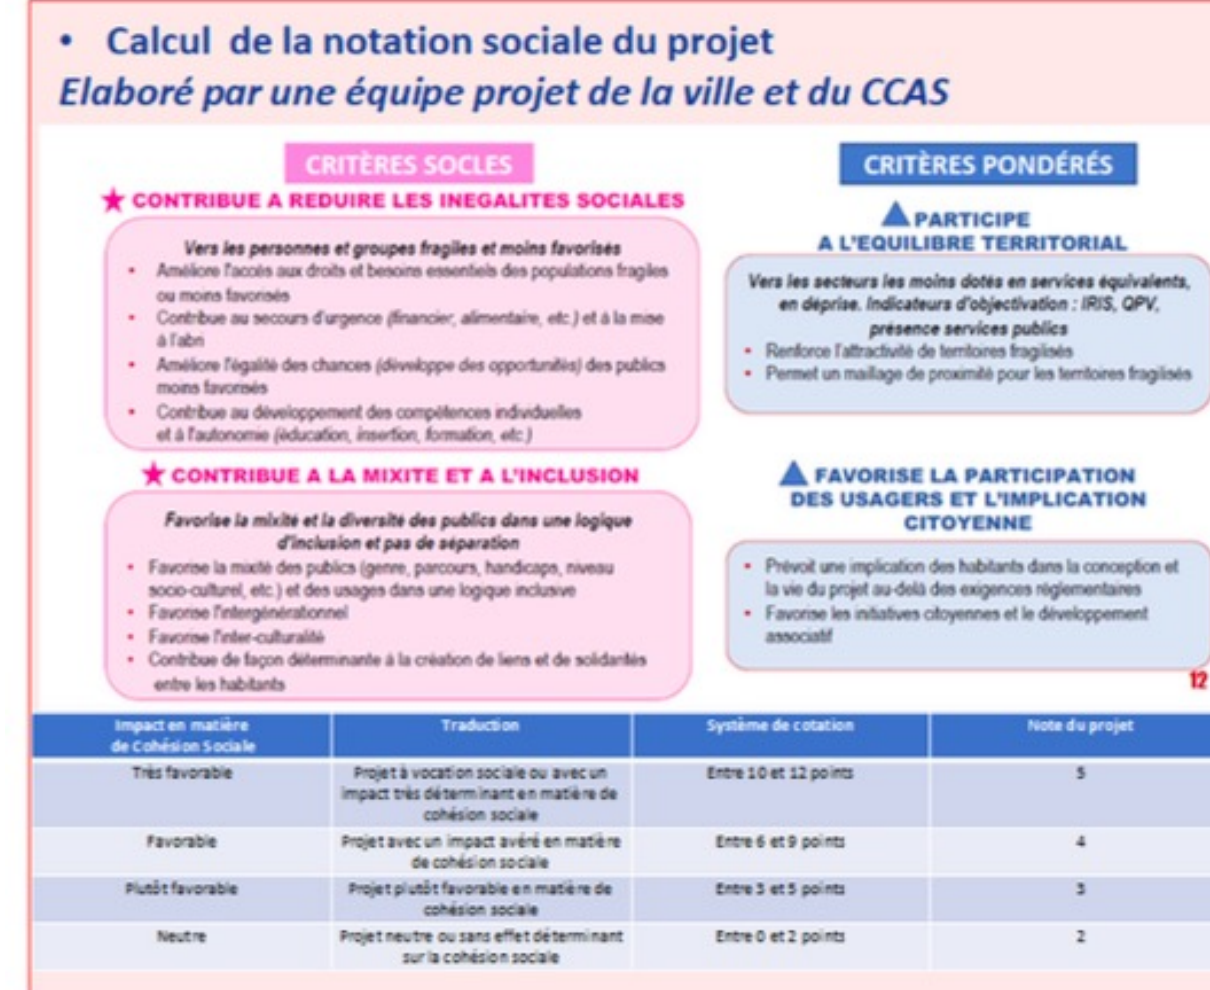 • Calcul de la notation sociale du projet
Elaboré par une équipe projet de la ville et du CCAS
CRITÈRES SOCLES
★ CONTRIBUE A REDUIRE LES INEGALITES SOCIALES
Vers les personnes et groupes fragiles et moins favorisés
• Améliore l'accès aux droits et besoins essentiels des populations fragiles
ou moins favorisés
• Contribue au secours d'urgence (financier, alimentaire, etc.) et à la mise
à l'abri
• Améliore l'égalité des chances (développe des opportunités) des publics
moins favorisés
• Contribue au développement des compétences individuelles
et à l'autonomie (éducation, insertion, formation, etc.)
★ CONTRIBUE A LA MIXITE ET A L'INCLUSION
Favorise la mixité et la diversité des publics dans une logique
d'inclusion et pas de séparation
• Favorise la mixité des publics (genre, parcours, handicaps, niveau
socio-culturel, etc.) et des usages dans une logique inclusive
• Favorise l'intergénérationnel
• Favorise l'inter-culturalité
• Contribue de façon déterminante à la création de liens et de solidarités
entre les habitants
CRITÈRES PONDÉRÉS
PARTICIPE
A L'EQUILIBRE TERRITORIAL
Vers les secteurs les moins dotés en services équivalents,
en déprise. Indicateurs d'objectivation : IRIS, QPV,
présence services publics
• Renforce l'attractivité de territoires fragilisés
• Permet un maillage de proximité pour les territoires fragilisés
FAVORISE LA PARTICIPATION
DES USAGERS ET L'IMPLICATION
CITOYENNE
• Prévoit une implication des habitants dans la conception et
la vie du projet au-delà des exigences réglementaires
• Favorise les initiatives citoyennes et le développement
associatif
12
Impact en matière
de Cohésion Sociale
Traduction
Système de cotation
Note du projet
Très favorable
Projet à vocation sociale ou avec un
impact très déterminant en matière de
cohésion sociale
Entre 10 et 12 points
5
Favorable
Projet avec un impact avéré en matière
de cohésion sociale
Entre 6 et 9 points
4
Plutôt favorable
Projet plutôt favorable en matière de
cohésion sociale
Entre 3 et 5 points
3
Neutre
Projet neutre ou sans effet déterminant
sur la cohésion sociale
Entre 0 et 2 points
2